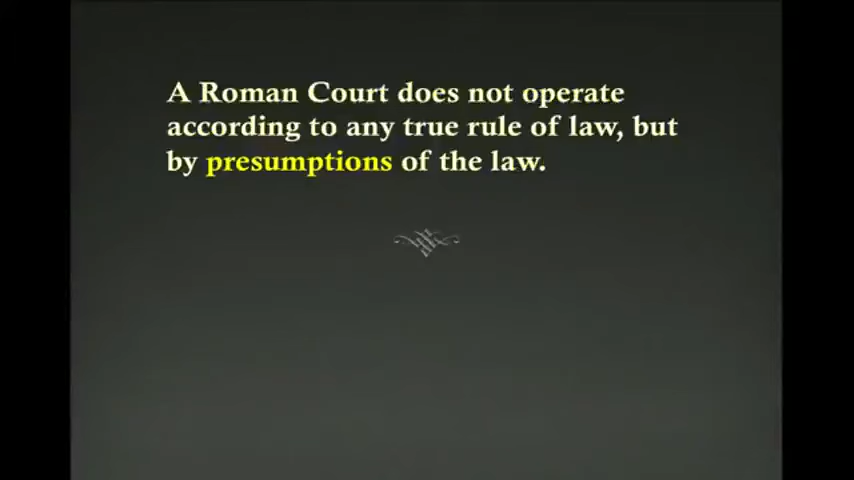 A Roman Court does not operate
according to any true rule of law, but
by presumptions of the law.